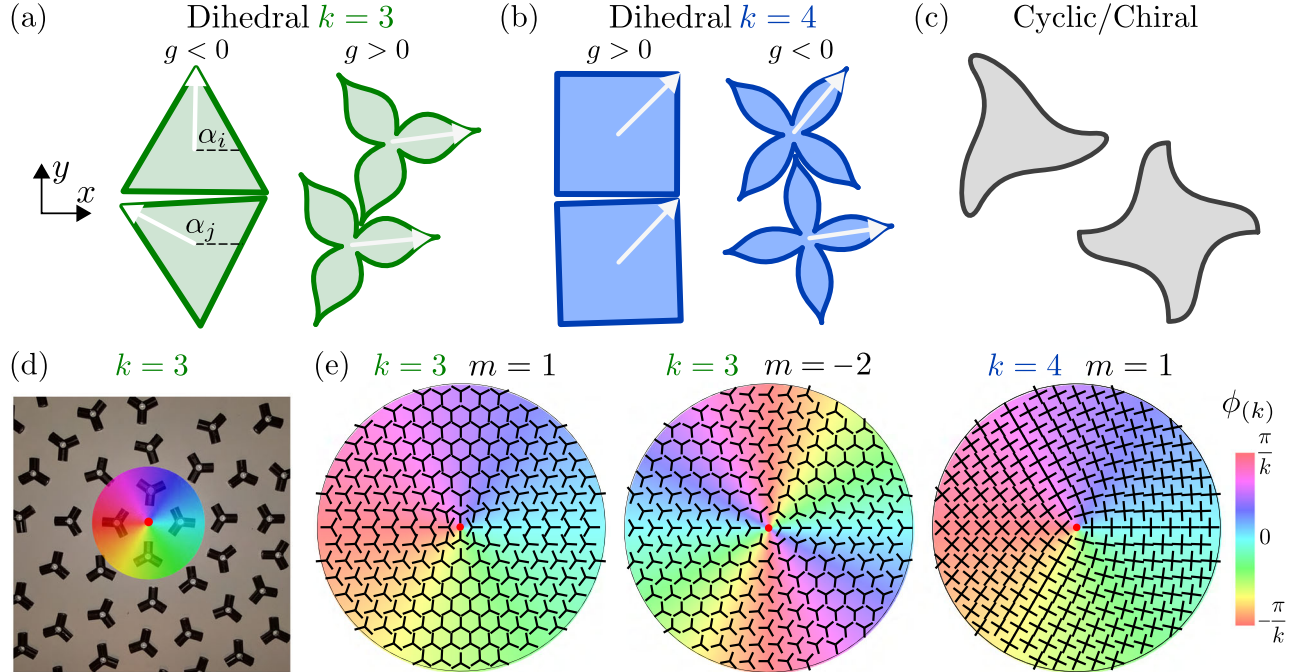 (a) Dihedral k = 3
g < 0 g > 0
α_i
α_j
y
x
(b) Dihedral k = 4
g > 0 g < 0
(c) Cyclic/Chiral
(d) k = 3
(e) k = 3 m = 1
k = 3 m = −2
k = 4 m = 1
ϕ_(k)
π/k
0
−π/k